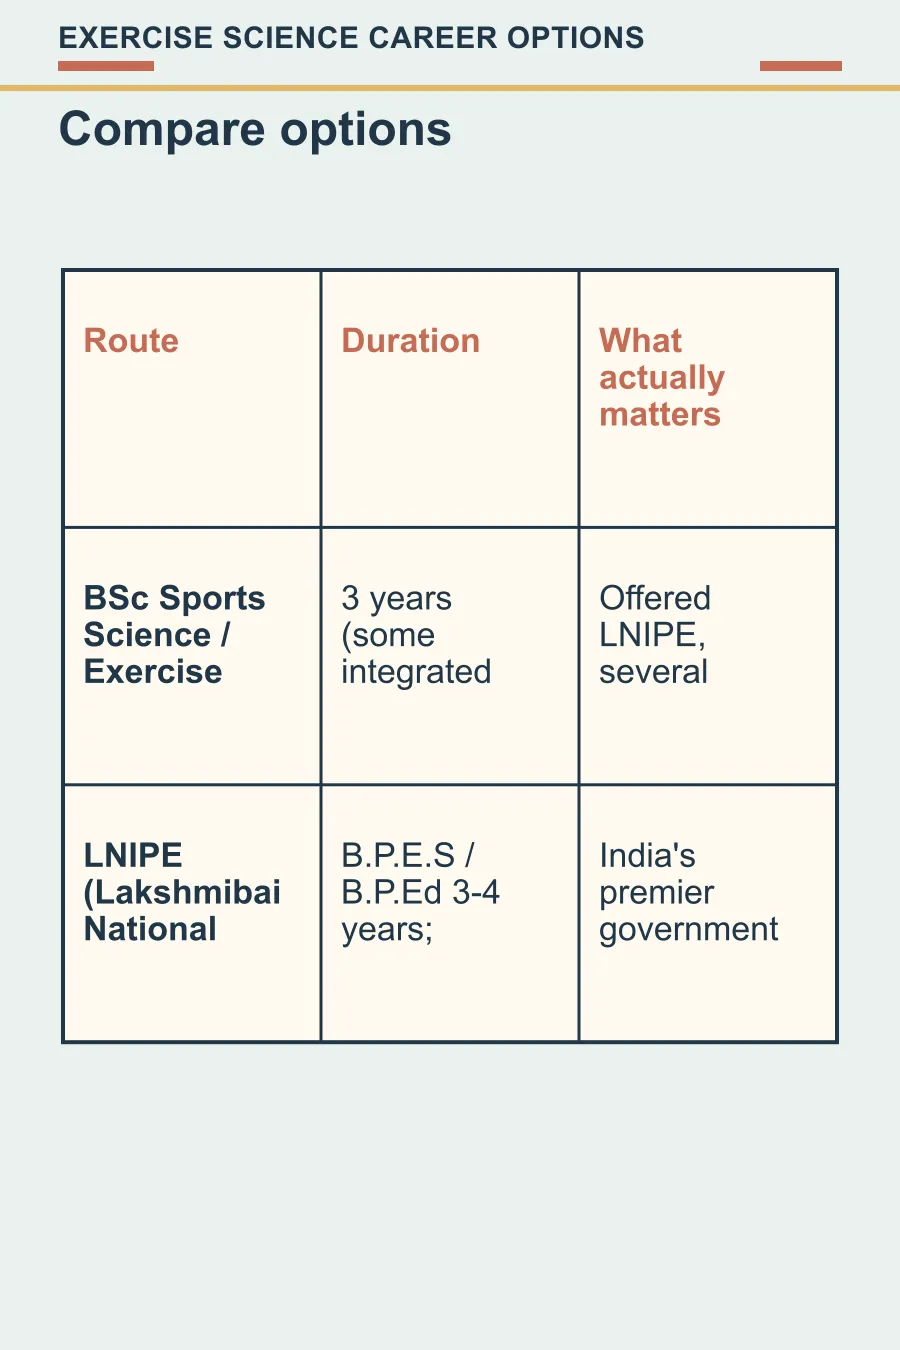 EXERCISE SCIENCE CAREER OPTIONS
Compare options
Route
Duration
What
actually
matters
BSc Sports
Science /
Exercise
3 years
(some
integrated
Offered
LNIPE,
several
LNIPE
(Lakshmibai
National
B.P.E.S /
B.P.Ed 3-4
years;
India's
premier
government